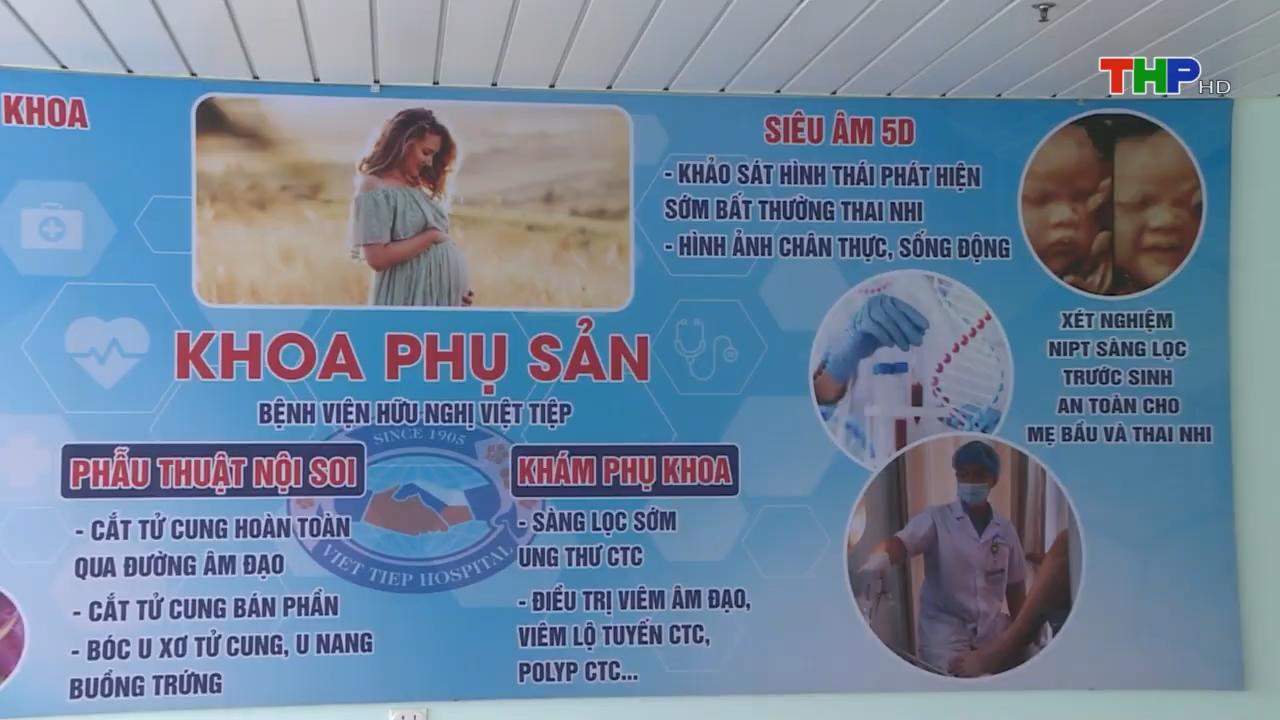 THP HD
KHOA
SIÊU ÂM 5D
- KHẢO SÁT HÌNH THÁI PHÁT HIỆN
SỚM BẤT THƯỜNG THAI NHI
- HÌNH ẢNH CHÂN THỰC, SỐNG ĐỘNG
XÉT NGHIỆM
NIPT SÀNG LỌC
TRƯỚC SINH
AN TOÀN CHO
MẸ BẦU VÀ THAI NHI
KHOA PHỤ SẢN
BỆNH VIỆN HỮU NGHỊ VIỆT TIỆP
SINCE 1905
VIET TIEP HOSPITAL
PHẪU THUẬT NỘI SOI
- CẮT TỬ CUNG HOÀN TOÀN
QUA ĐƯỜNG ÂM ĐẠO
- CẮT TỬ CUNG BÁN PHẦN
- BÓC U XƠ TỬ CUNG, U NANG
BUỒNG TRỨNG
KHÁM PHỤ KHOA
- SÀNG LỌC SỚM
UNG THƯ CTC
- ĐIỀU TRỊ VIÊM ÂM ĐẠO,
VIÊM LỘ TUYẾN CTC,
POLYP CTC...